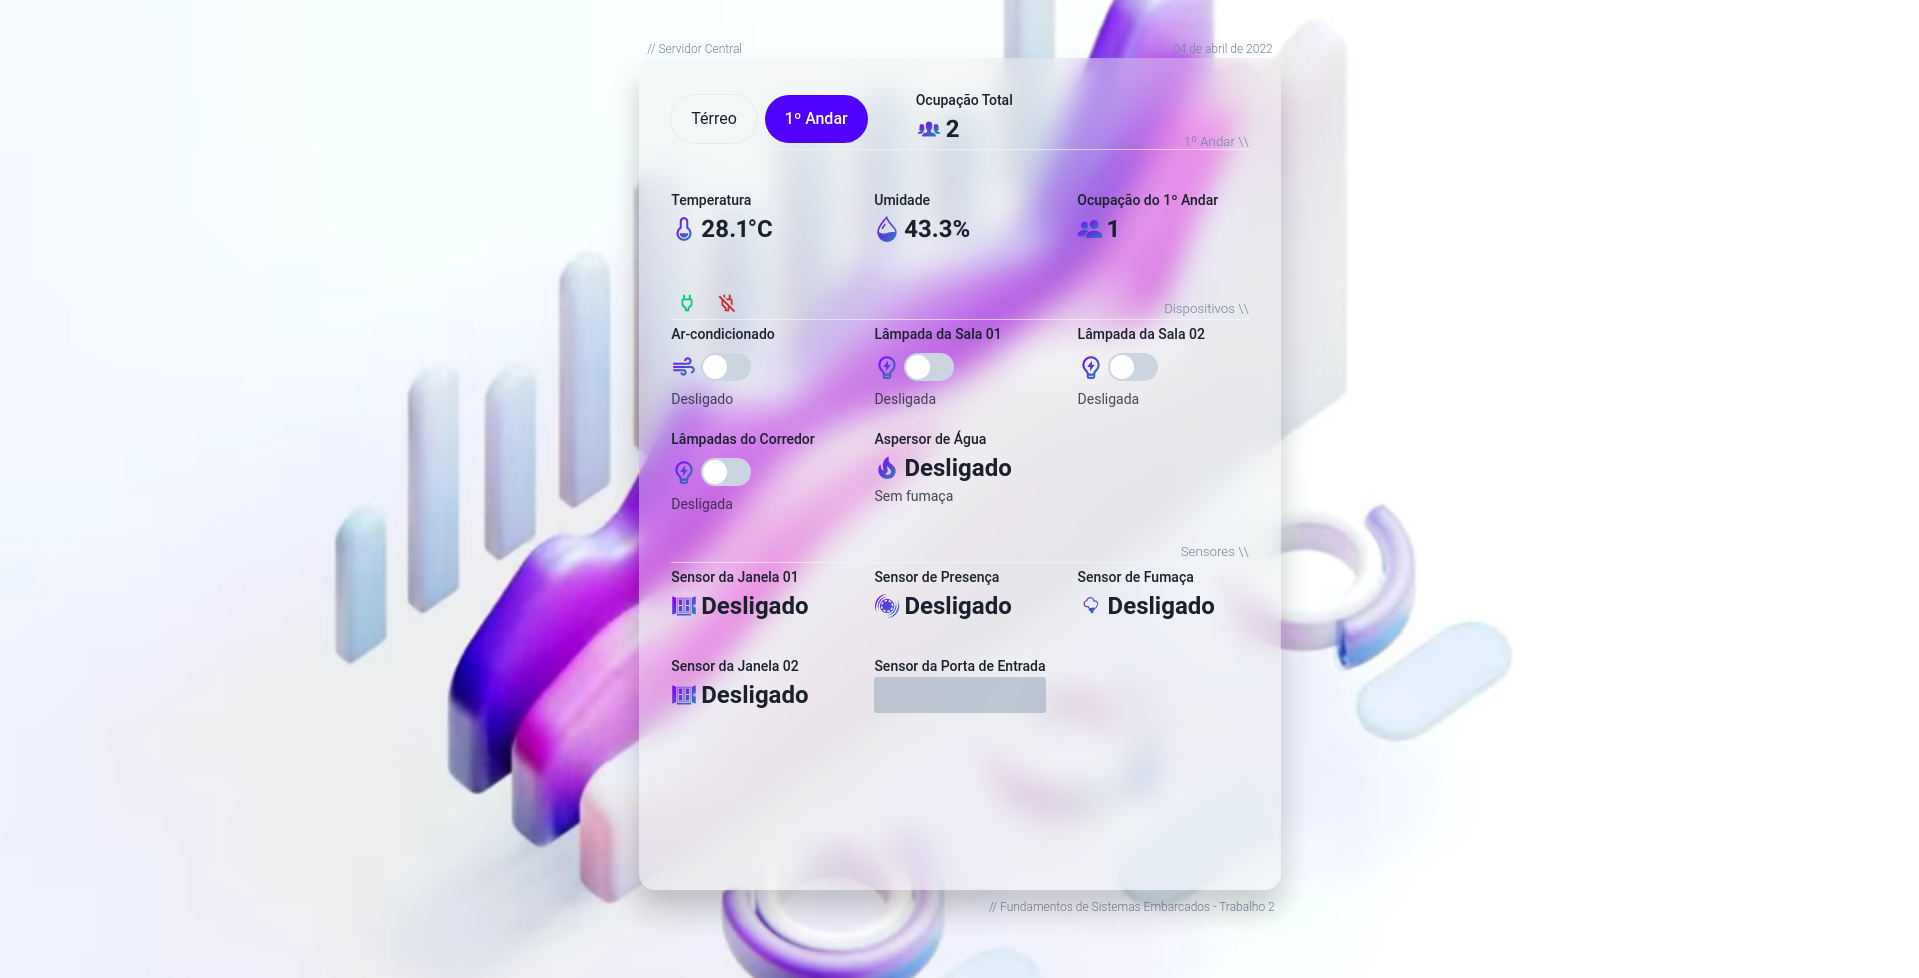 // Servidor Central
04 de abril de 2022
Térreo
1º Andar
Ocupação Total
2
1º Andar \\
Temperatura
28.1°C
Umidade
43.3%
Ocupação do 1º Andar
1
Dispositivos \\
Ar-condicionado
Desligado
Lâmpada da Sala 01
Desligada
Lâmpada da Sala 02
Desligada
Lâmpadas do Corredor
Desligada
Aspersor de Água
Desligado
Sem fumaça
Sensores \\
Sensor da Janela 01
Desligado
Sensor de Presença
Desligado
Sensor de Fumaça
Desligado
Sensor da Janela 02
Desligado
Sensor da Porta de Entrada
// Fundamentos de Sistemas Embarcados - Trabalho 2